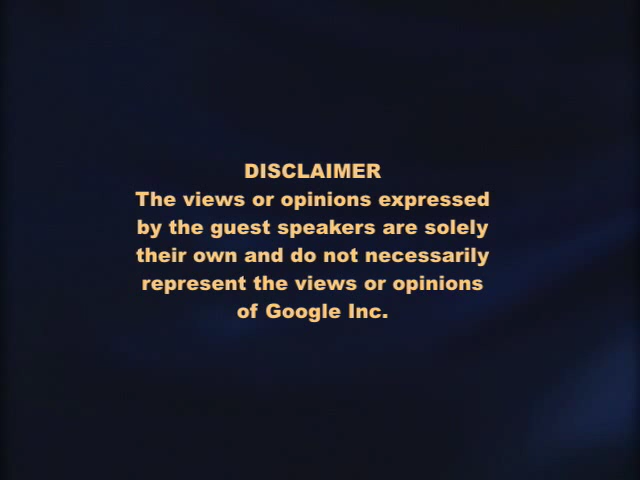 DISCLAIMER
The views or opinions expressed
by the guest speakers are solely
their own and do not necessarily
represent the views or opinions
of Google Inc.